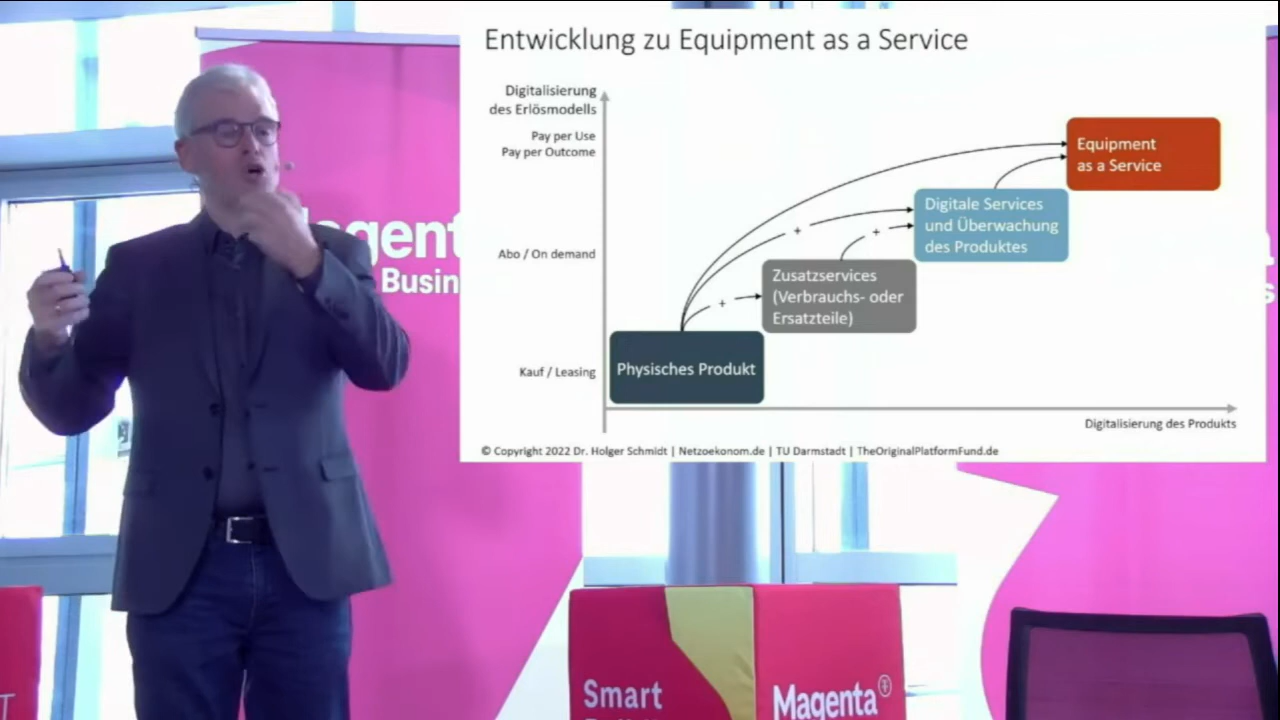 Entwicklung zu Equipment as a Service
Digitalisierung
des Erlösmodells
Pay per Use
Pay per Outcome
Abo / On demand
Kauf / Leasing
Equipment
as a Service
Digitale Services
und Überwachung
des Produktes
Zusatzservices
(Verbrauchs- oder
Ersatzteile)
Physisches Produkt
+
+
+
Digitalisierung des Produkts
© Copyright 2022 Dr. Holger Schmidt | Netzoekonom.de | TU Darmstadt | TheOriginalPlatformFund.de
agent
Busin
Smart
Magenta